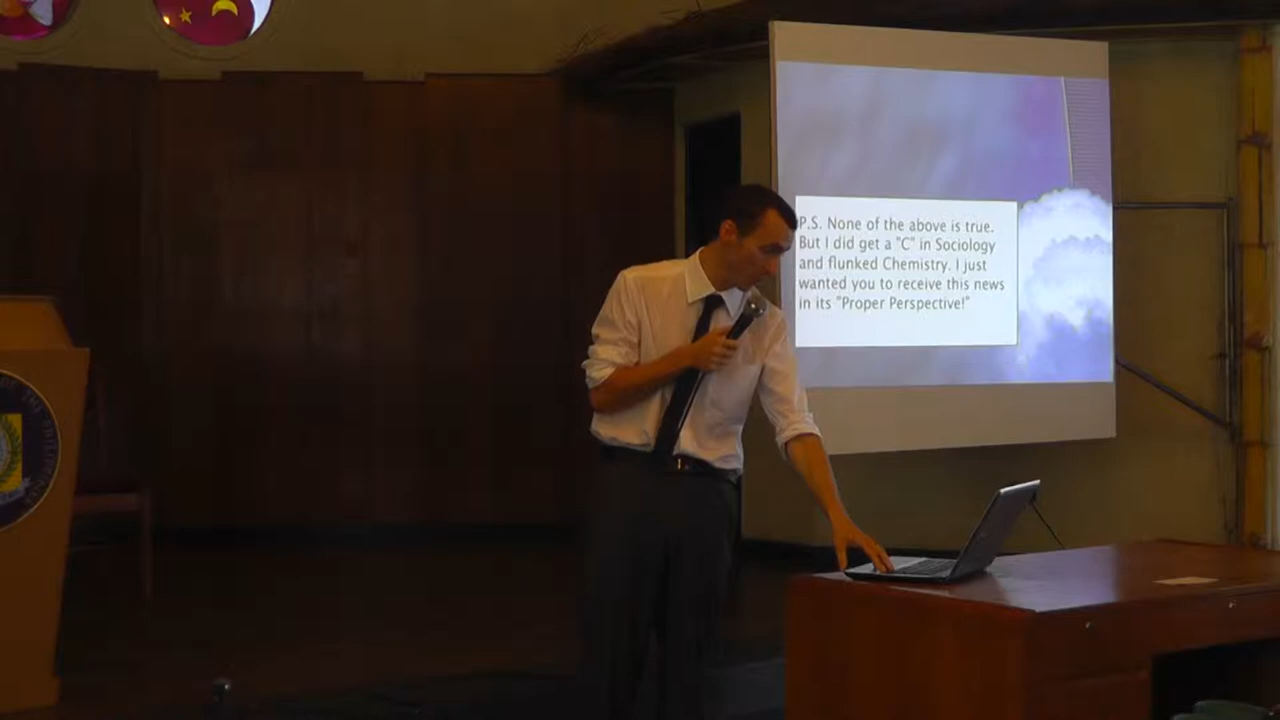 P.S. None of the above is true.
But I did get a "C" in Sociology
and flunked Chemistry. I just
wanted you to receive this news
in its "Proper Perspective!"